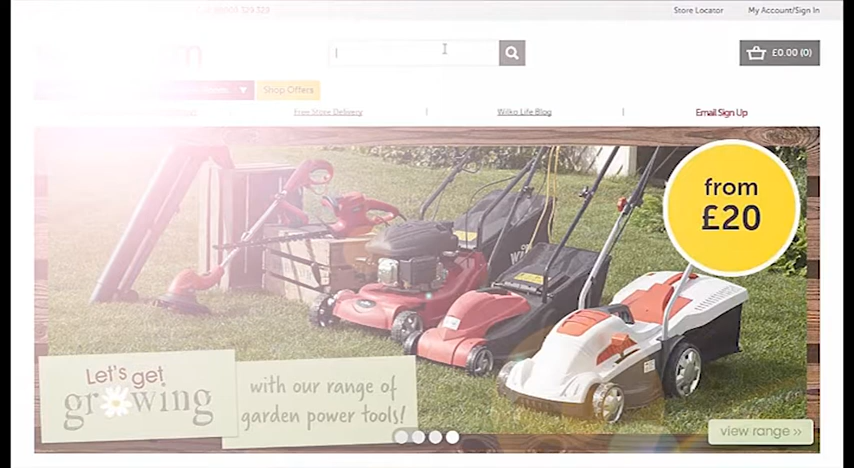 Store Locator
My Account/Sign In
£0.00 (0)
Shop Offers
Free Store Delivery
Wilko Life Blog
Email Sign Up
from
£20
Let's get
growing
with our range of
garden power tools!
view range »